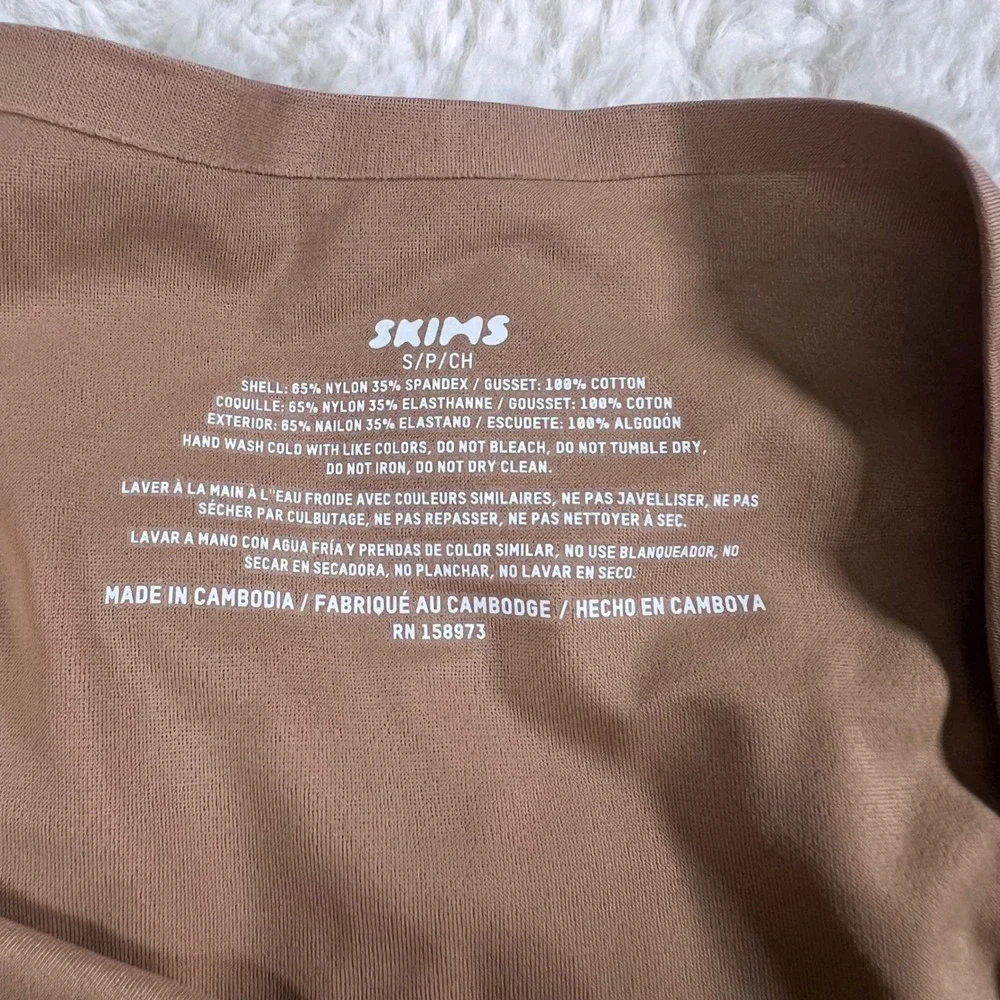 SKIMS
S/P/CH
SHELL: 65% NYLON 35% SPANDEX / GUSSET: 100% COTTON
COQUILLE: 65% NYLON 35% ELASTHANNE / GOUSSET: 100% COTON
EXTERIOR: 65% NAILON 35% ELASTANO / ESCUDETE: 100% ALGODÓN
HAND WASH COLD WITH LIKE COLORS, DO NOT BLEACH, DO NOT TUMBLE DRY,
DO NOT IRON, DO NOT DRY CLEAN.
LAVER À LA MAIN À L''EAU FROIDE AVEC COULEURS SIMILAIRES, NE PAS JAVELLISER, NE PAS
SÉCHER PAR CULBUTAGE, NE PAS REPASSER, NE PAS NETTOYER À SEC.
LAVAR A MANO CON AGUA FRÍA Y PRENDAS DE COLOR SIMILAR; NO USE BLANQUEADOR, NO
SECAR EN SECADORA, NO PLANCHAR, NO LAVAR EN SECO.
MADE IN CAMBODIA / FABRIQUÉ AU CAMBODGE / HECHO EN CAMBOYA
RN 158973